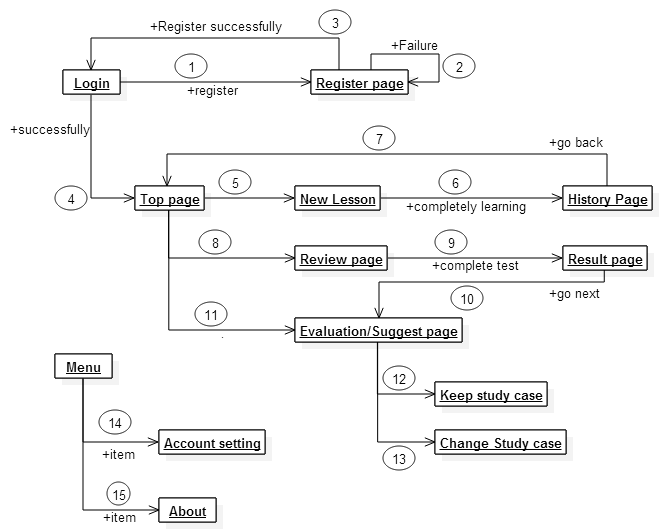 +Register successfully
3
+Failure
1
2
Login
Register page
+register
+successfully
7
+go back
4
5
6
Top page
New Lesson
History Page
+completely learning
8
9
Review page
Result page
+complete test
10
+go next
11
Evaluation/Suggest page
Menu
12
Keep study case
14
Account setting
Change Study case
+item
13
15
About
+item